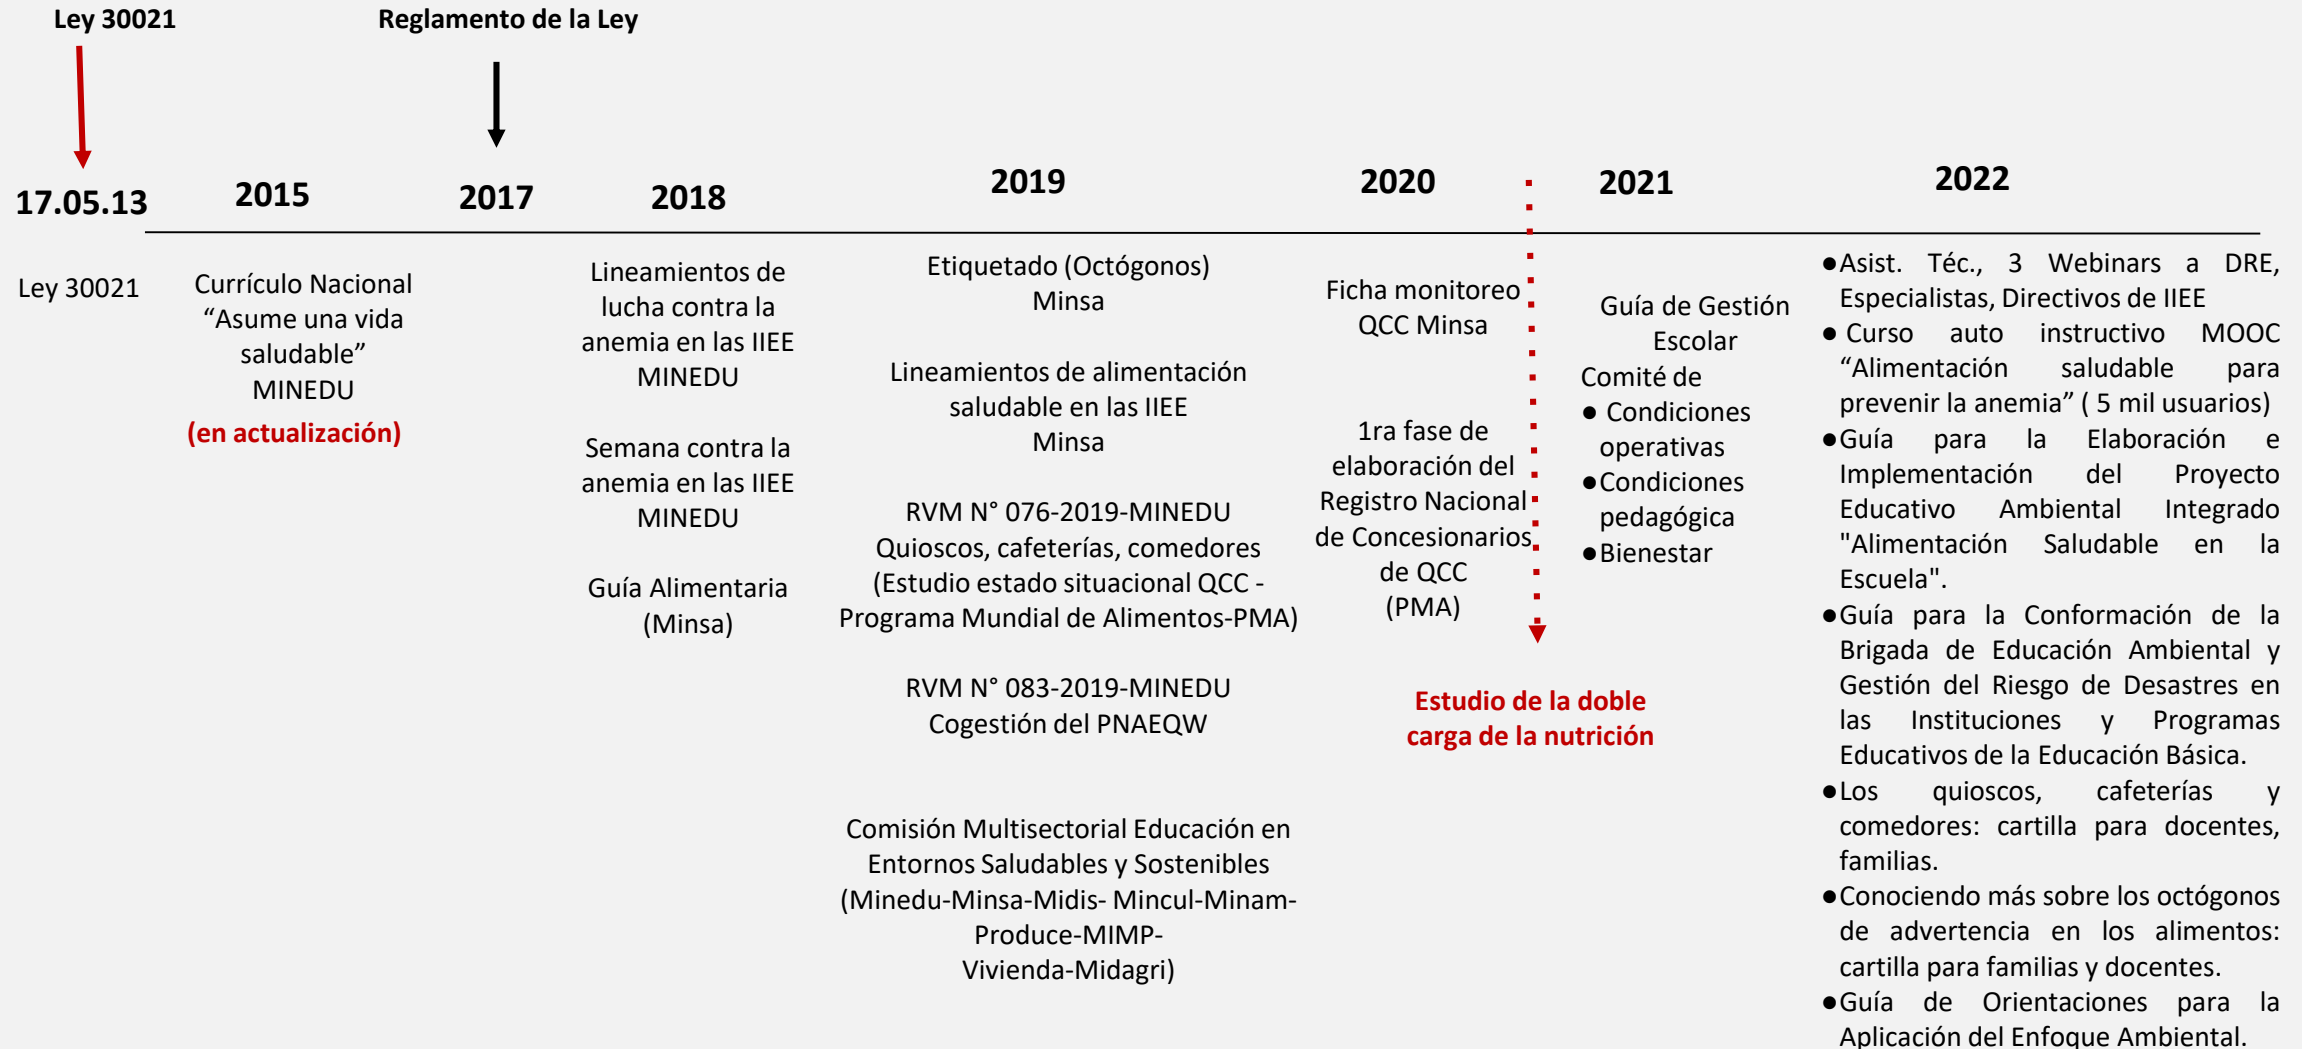 Ley 30021
Reglamento de la Ley
17.05.13
2015
2017
2018
2019
2020
2021
2022
Ley 30021
Currículo Nacional
“Asume una vida
saludable”
MINEDU
(en actualización)
Lineamientos de
lucha contra la
anemia en las IIEE
MINEDU
Semana contra la
anemia en las IIEE
MINEDU
Guía Alimentaria
(Minsa)
Etiquetado (Octógonos)
Minsa
Lineamientos de alimentación
saludable en las IIEE
Minsa
RVM N° 076-2019-MINEDU
Quioscos, cafeterías, comedores
(Estudio estado situacional QCC -
Programa Mundial de Alimentos-PMA)
RVM N° 083-2019-MINEDU
Cogestión del PNAEQW
Comisión Multisectorial Educación en
Entornos Saludables y Sostenibles
(Minedu-Minsa-Midis- Mincul-Minam-
Produce-MIMP-
Vivienda-Midagri)
Ficha monitoreo
QCC Minsa
1ra fase de
elaboración del
Registro Nacional
de Concesionarios
de QCC
(PMA)
Estudio de la doble
carga de la nutrición
Guía de Gestión
Escolar
Comité de
● Condiciones
operativas
●Condiciones
pedagógica
●Bienestar
●Asist. Téc., 3 Webinars a DRE,
Especialistas, Directivos de IIEE
● Curso auto instructivo MOOC
“Alimentación saludable para
prevenir la anemia” ( 5 mil usuarios)
●Guía para la Elaboración e
Implementación del Proyecto
Educativo Ambiental Integrado
"Alimentación Saludable en la
Escuela".
●Guía para la Conformación de la
Brigada de Educación Ambiental y
Gestión del Riesgo de Desastres en
las Instituciones y Programas
Educativos de la Educación Básica.
●Los quioscos, cafeterías y
comedores: cartilla para docentes,
familias.
●Conociendo más sobre los octógonos
de advertencia en los alimentos:
cartilla para familias y docentes.
●Guía de Orientaciones para la
Aplicación del Enfoque Ambiental.